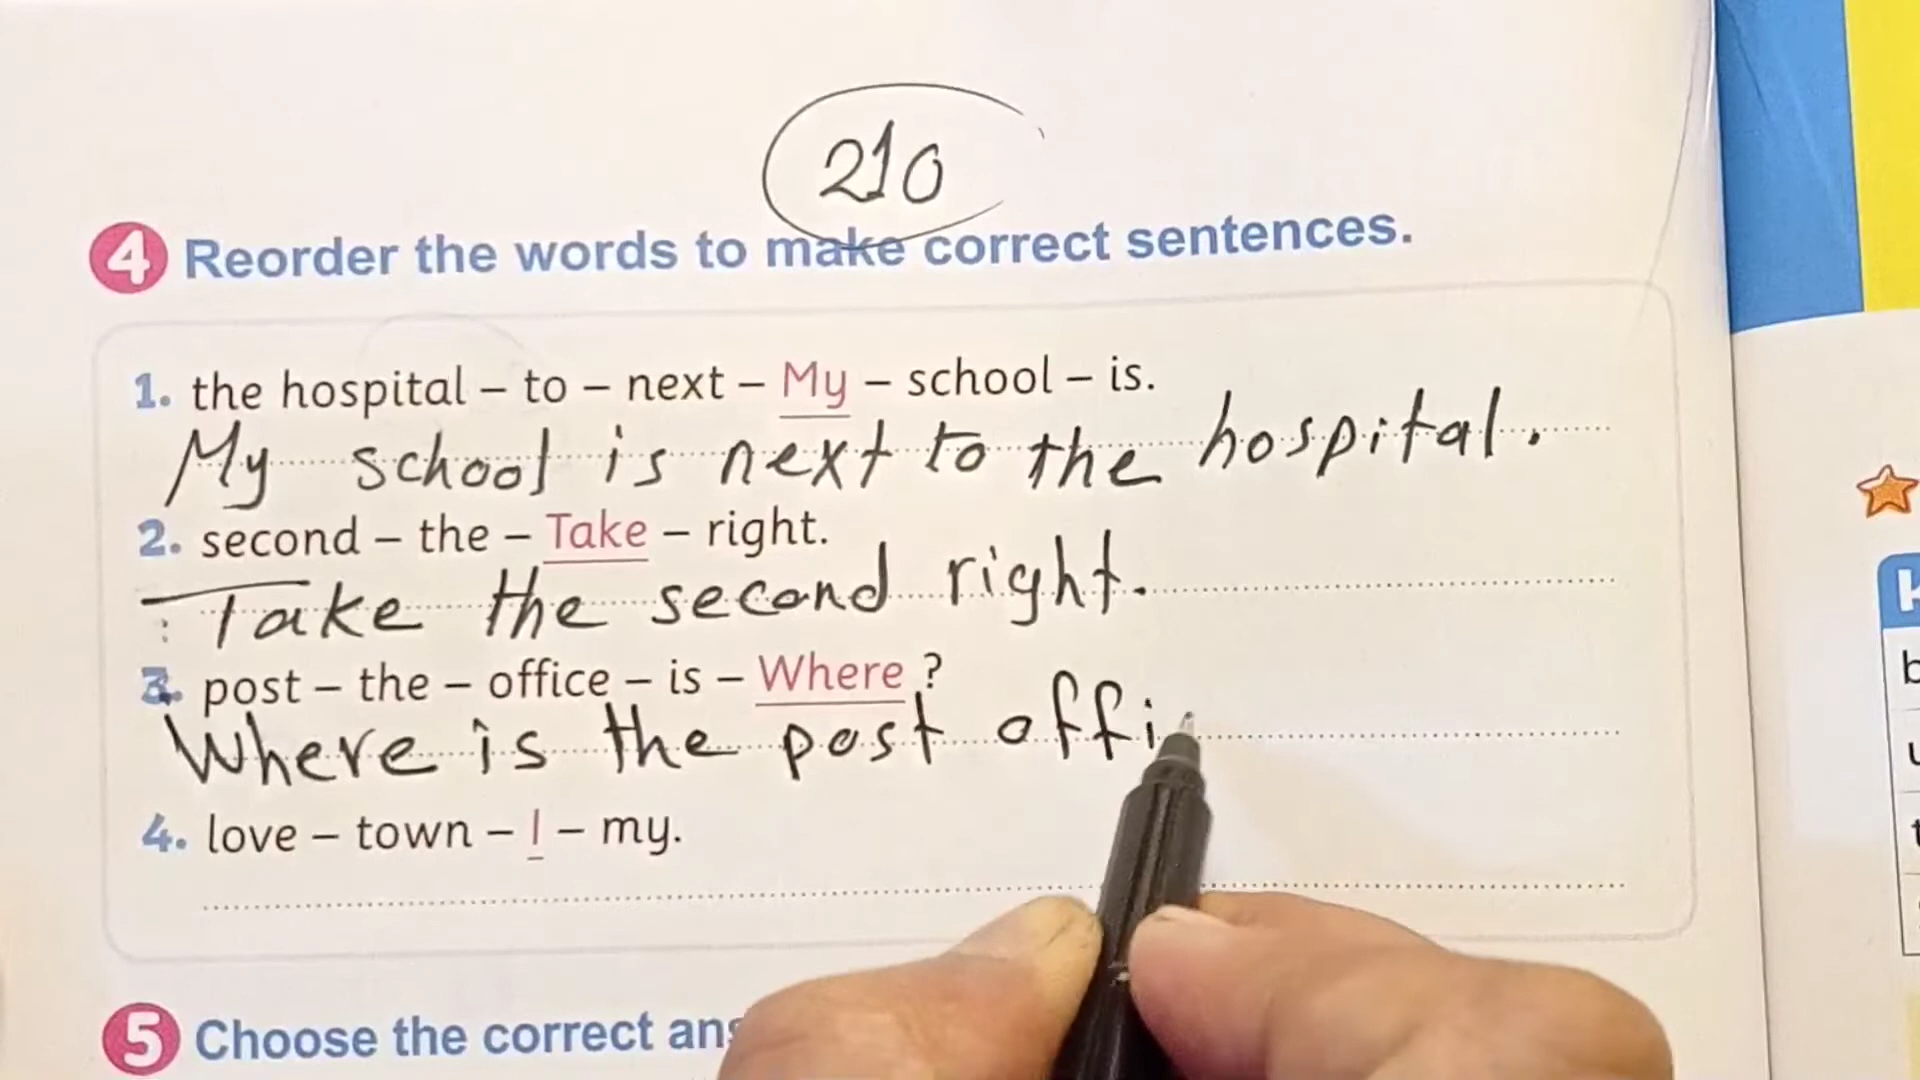 210
4 Reorder the words to make correct sentences.
1. the hospital – to – next – My – school – is.
My school is next to the hospital.
2. second – the – Take – right.
Take the second right.
3. post – the – office – is – Where ?
Where is the post offi
4. love – town – I – my.
5 Choose the correct